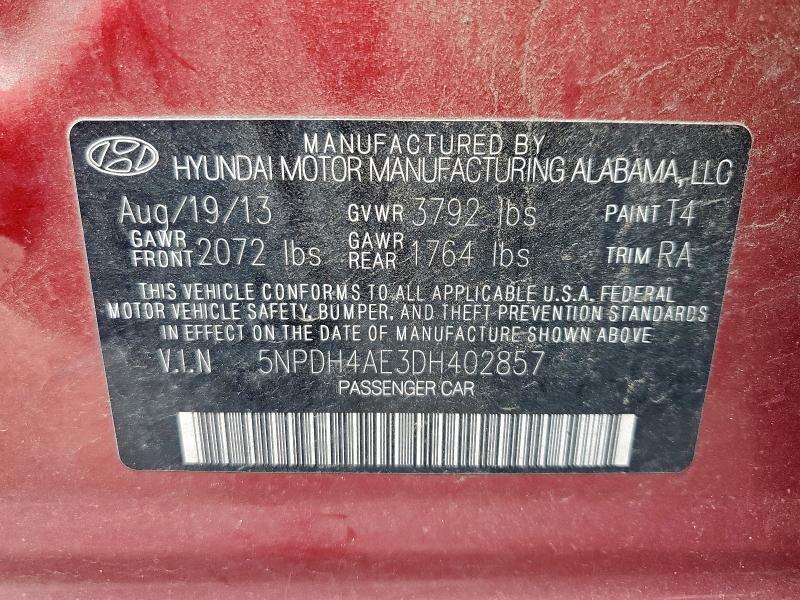 MANUFACTURED BY
HYUNDAI MOTOR MANUFACTURING ALABAMA, LLC
Aug/19/13 GVWR 3792 lbs PAINT T4
GAWR FRONT 2072 lbs GAWR REAR 1764 lbs TRIM RA
THIS VEHICLE CONFORMS TO ALL APPLICABLE U.S.A. FEDERAL
MOTOR VEHICLE SAFETY, BUMPER, AND THEFT PREVENTION STANDARDS
IN EFFECT ON THE DATE OF MANUFACTURE SHOWN ABOVE.
V.I.N 5NPDH4AE3DH402857
PASSENGER CAR